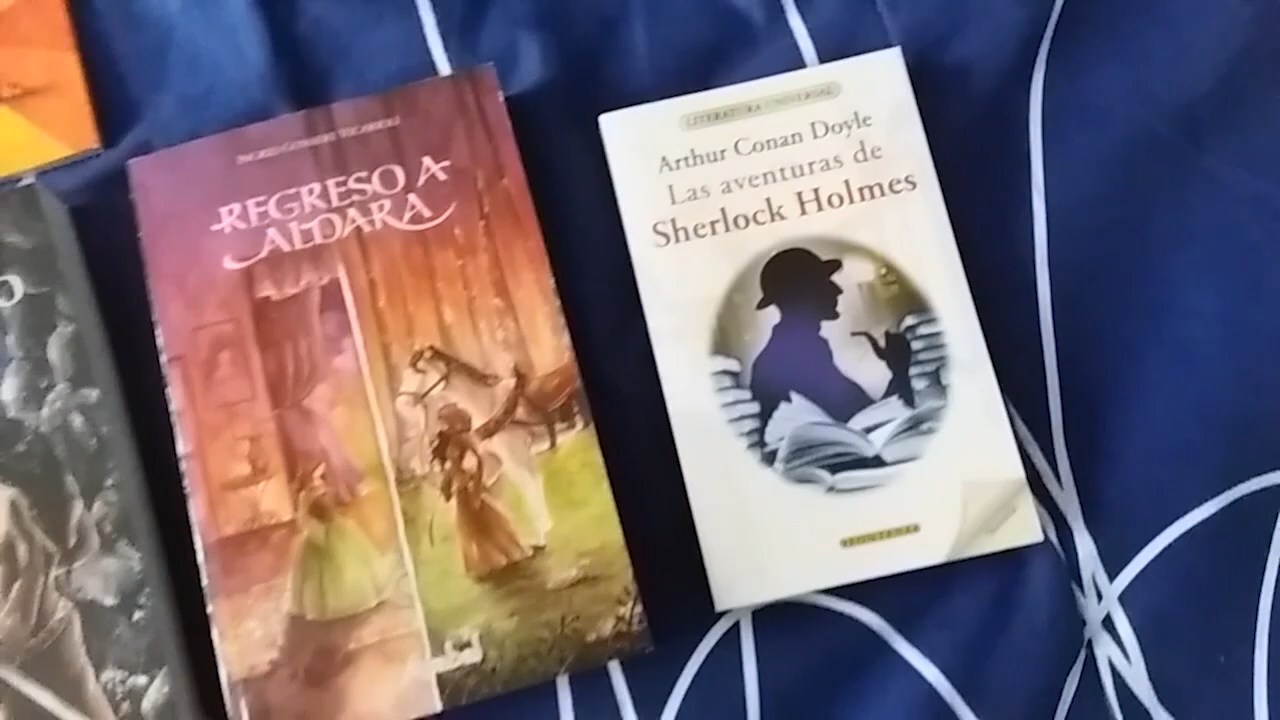 REGRESO A
ALDARA
LITERATURA UNIVERSAL
Arthur Conan Doyle
Las aventuras de
Sherlock Holmes